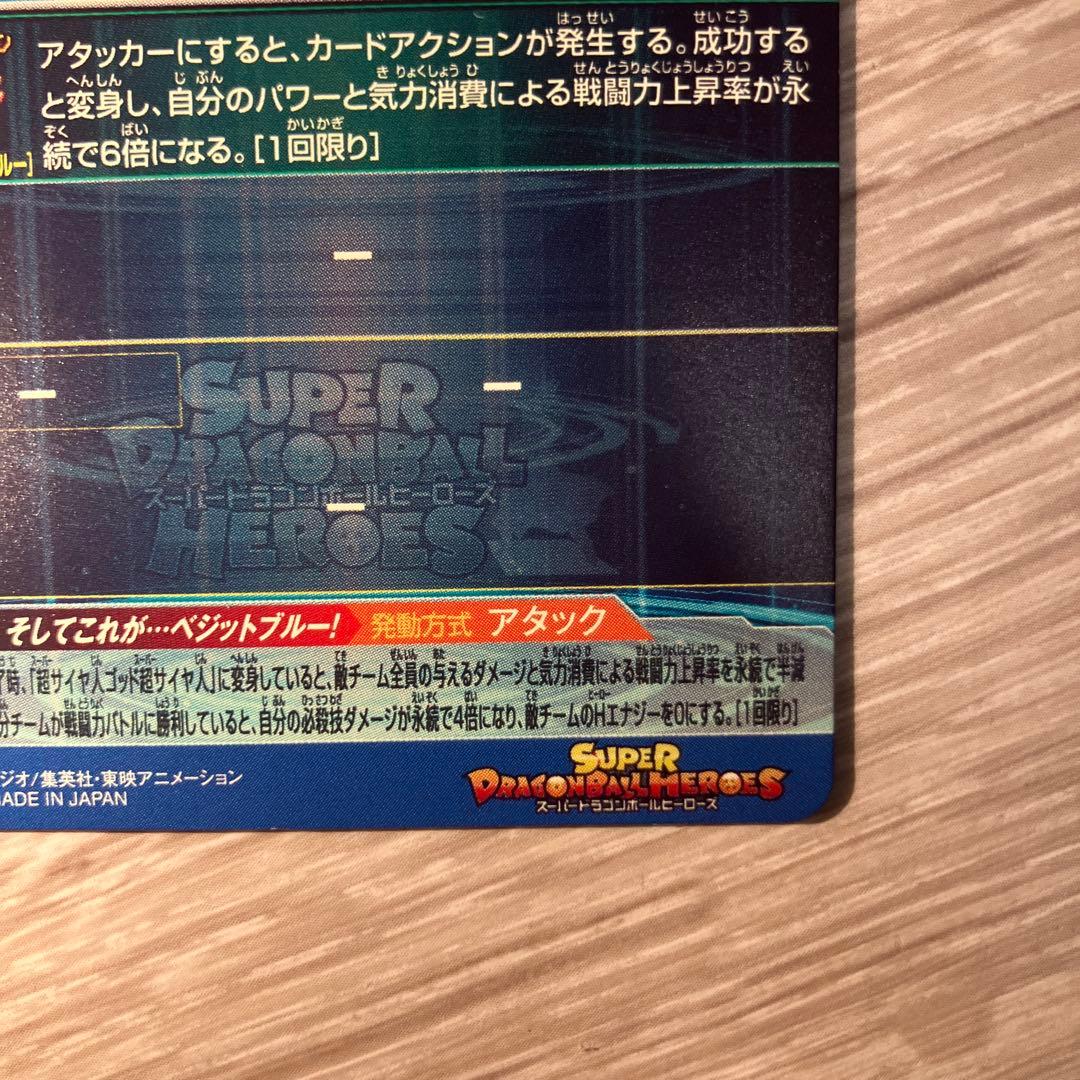 アタッカーにすると、カードアクションが発生する。成功する
と変身し、自分のパワーと気力消費による戦闘力上昇率が永
ルー]
続で6倍になる。[1回限り]
SUPER
DRAGONBALL
スーパードラゴンボールヒーローズ
HEROES
そしてこれが…ベジットブルー!
発動方式 アタック
時、「超サイヤ人ゴッド超サイヤ人」に変身していると、敵チーム全員の与えるダメージと気力消費による戦闘力上昇率を永続で半減
分チームが戦闘力バトルに勝利していると、自分の必殺技ダメージが永続で4倍になり、敵チームのHエナジーを0にする。[1回限り]
ジオ/集英社・東映アニメーション
MADE IN JAPAN
SUPER
DRAGONBALL HEROES
スーパードラゴンボールヒーローズ